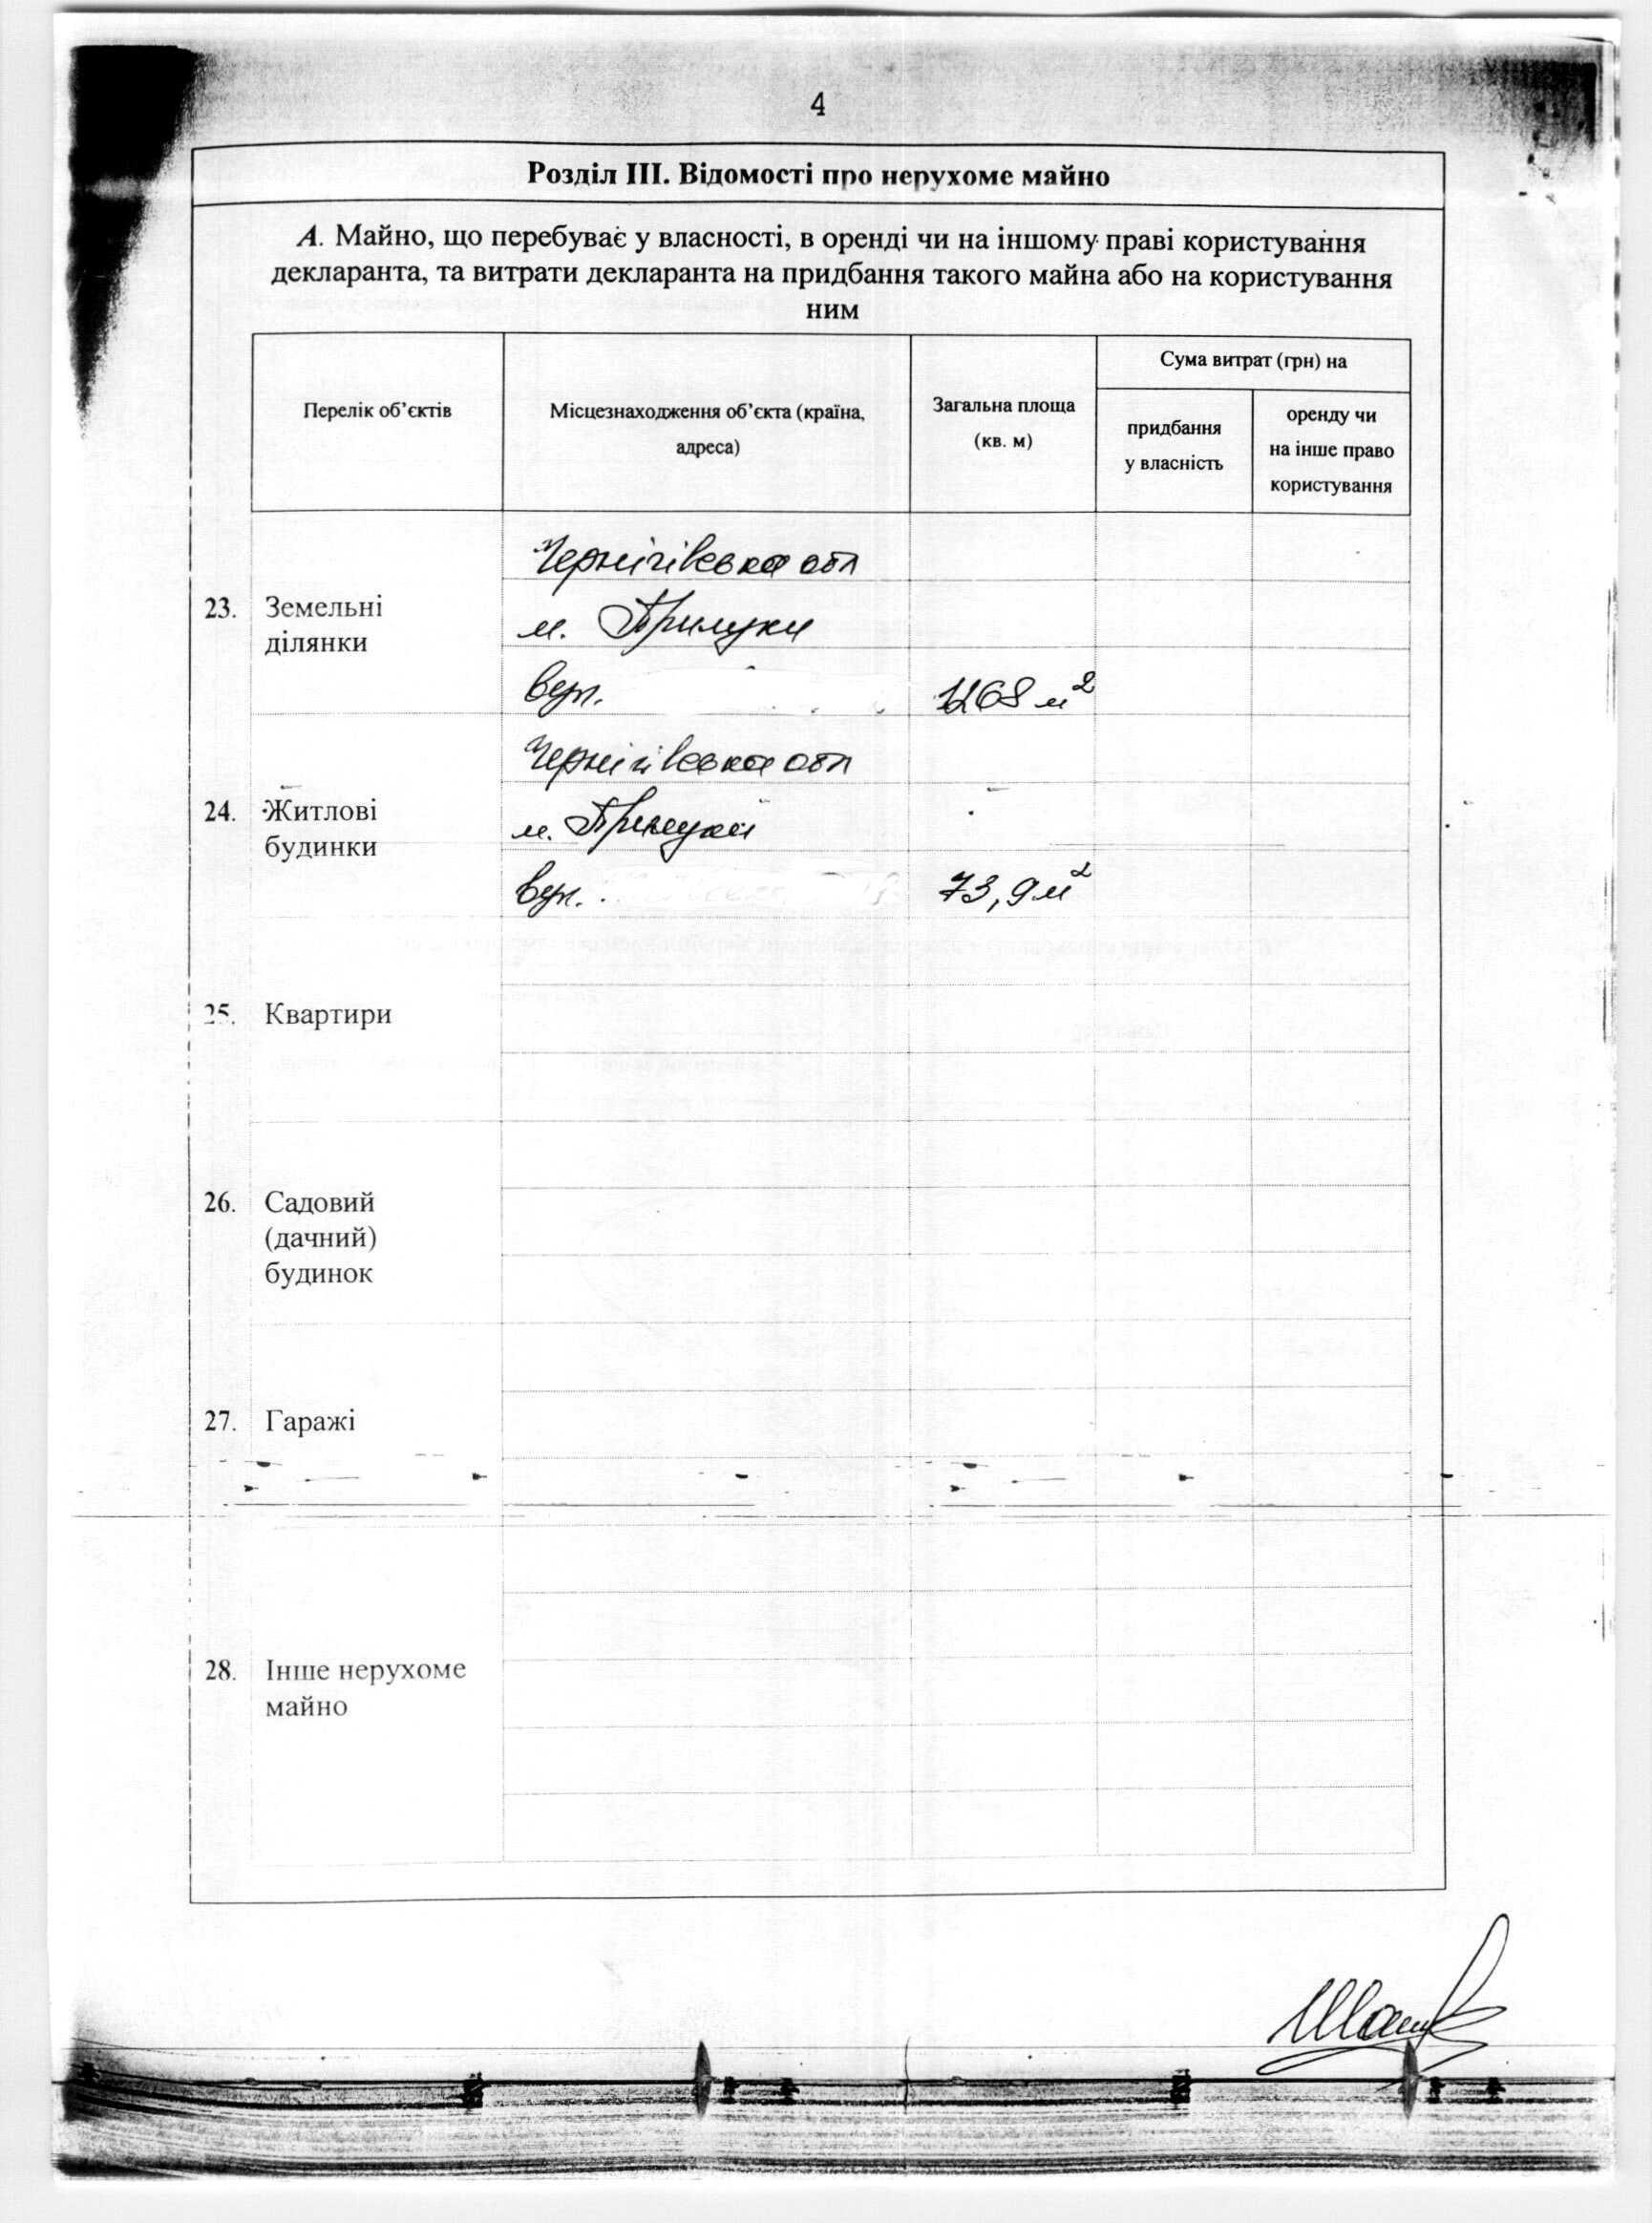 4
Розділ III. Відомості про нерухоме майно
А. Майно, що перебуває у власності, в оренді чи на іншому праві користування
декларанта, та витрати декларанта на придбання такого майна або на користування
ним
Перелік об’єктів
Місцезнаходження об’єкта (країна,
адреса)
Загальна площа
(кв. м)
Сума витрат (грн) на
придбання
у власність
оренду чи
на інше право
користування
23. Земельні
ділянки
Чернігівська обл
м. Прилуки
вул.
1268 м²
24. Житлові
будинки
Чернігівська обл
м. Прилуки
вул.
73,9 м²
25. Квартири
26. Садовий
(дачний)
будинок
27. Гаражі
28. Інше нерухоме
майно